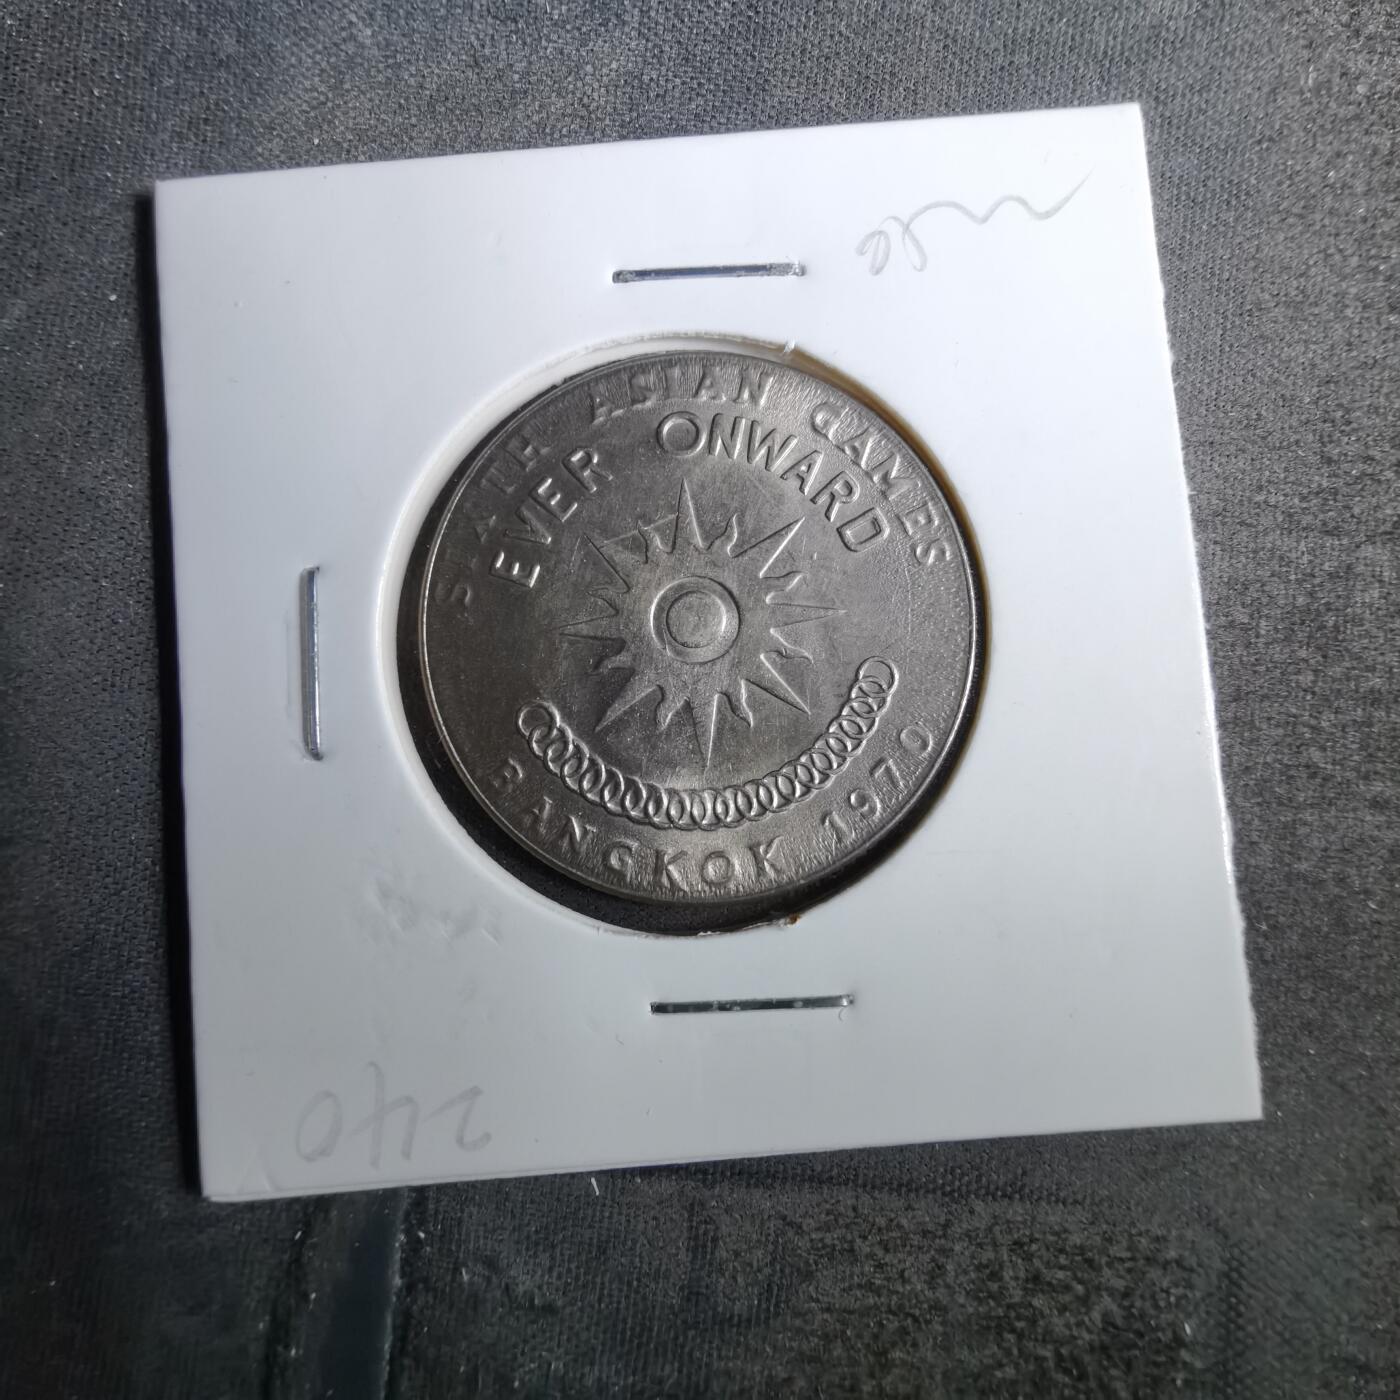 SIXTH ASIAN GAMES
EVER ONWARD
BANGKOK 1970
240